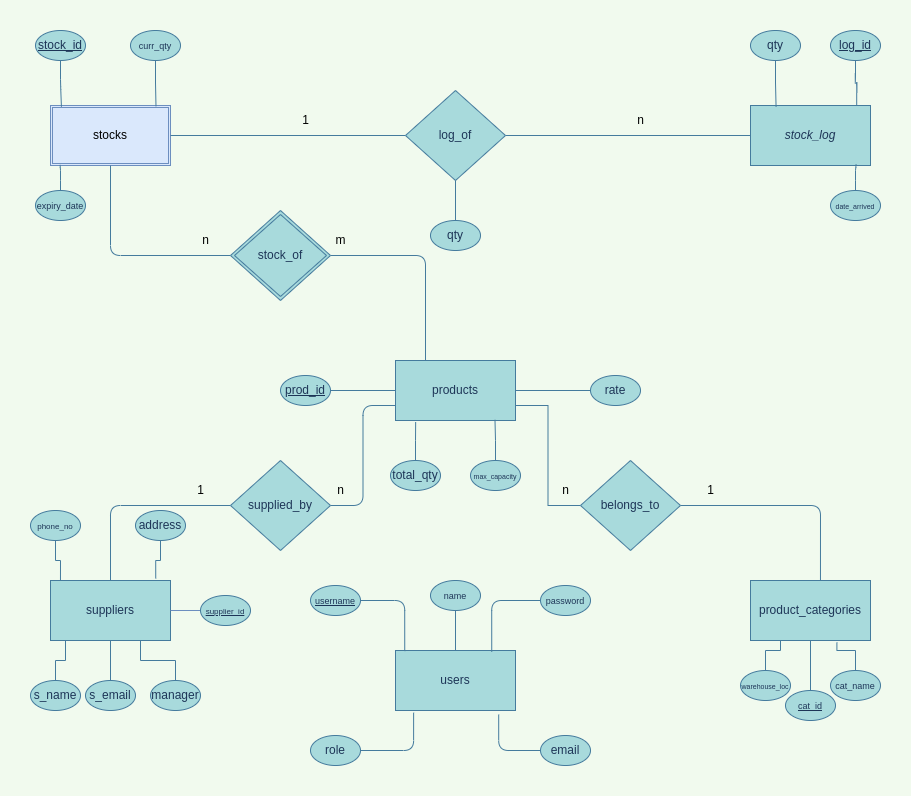 stock_id
curr_qty
qty
log_id
stocks
1
log_of
n
stock_log
expiry_date
date_arrived
qty
n
stock_of
m
prod_id
products
rate
total_qty
max_capacity
1
supplied_by
n
n
belongs_to
1
phone_no
address
suppliers
supplier_id
username
name
password
product_categories
s_name
s_email
manager
users
warehouse_loc
cat_id
cat_name
role
email